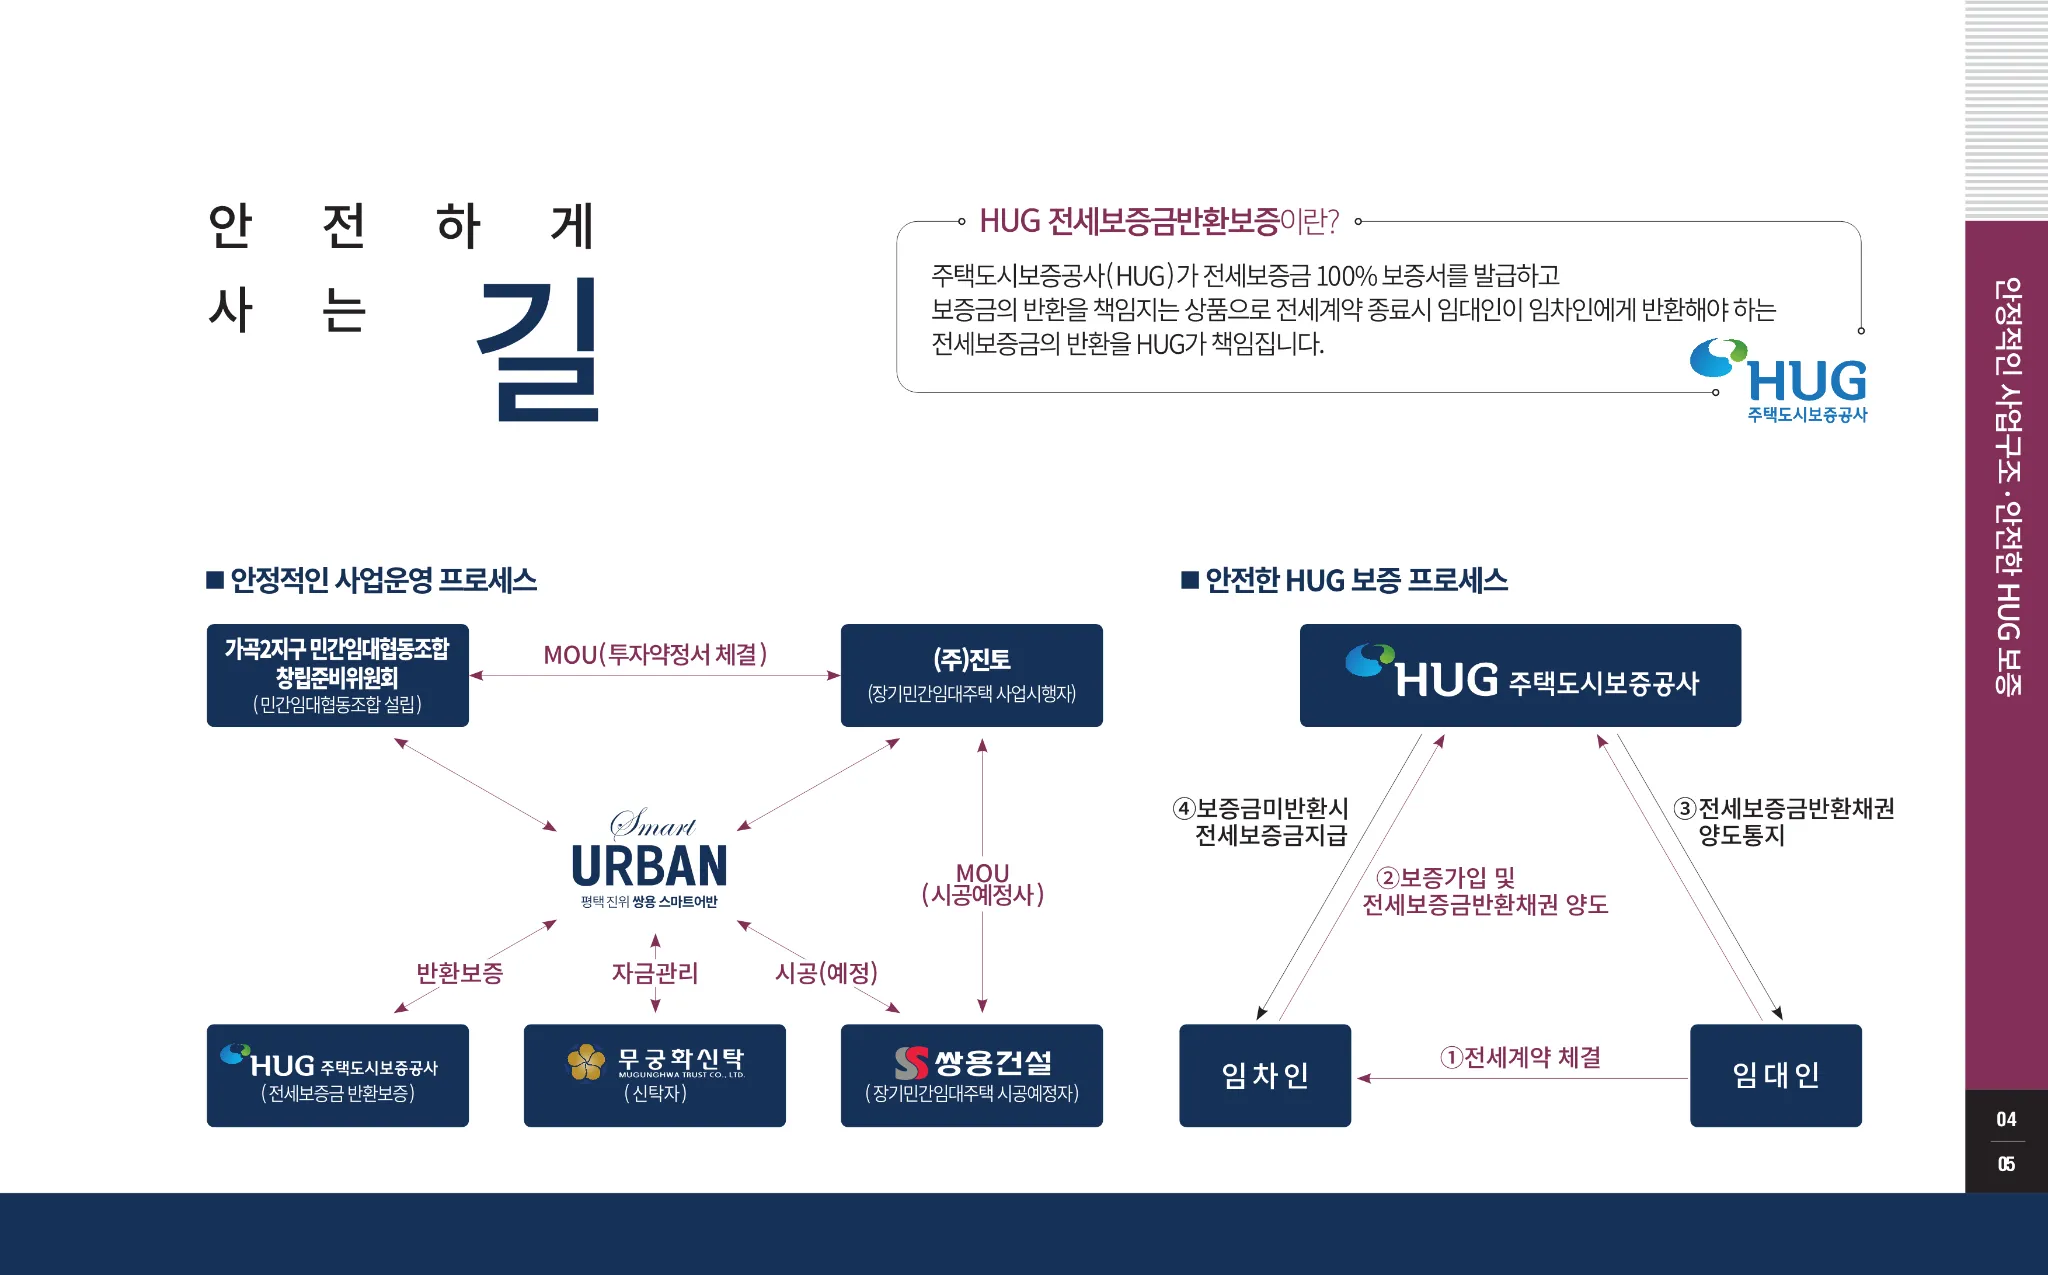 안전하게
사는 길
HUG 전세보증금반환보증이란?
주택도시보증공사(HUG)가 전세보증금 100% 보증서를 발급하고
보증금의 반환을 책임지는 상품으로 전세계약 종료시 임대인이 임차인에게 반환해야 하는
전세보증금의 반환을 HUG가 책임집니다.
HUG
주택도시보증공사
■ 안정적인 사업운영 프로세스
가곡2지구 민간임대협동조합
창립준비위원회
(민간임대협동조합 설립)
MOU(투자약정서 체결)
(주)진토
(장기민간임대주택 사업시행자)
Smart
URBAN
평택 진위 쌍용 스마트어반
MOU
(시공예정사)
반환보증
자금관리
시공(예정)
HUG 주택도시보증공사
(전세보증금 반환보증)
무궁화신탁
MUGUNGHWA TRUST CO., LTD.
(신탁자)
쌍용건설
(장기민간임대주택 시공예정자)
■ 안전한 HUG 보증 프로세스
HUG 주택도시보증공사
④보증금미반환시
전세보증금지급
③전세보증금반환채권
양도통지
②보증가입 및
전세보증금반환채권 양도
임차인
①전세계약 체결
임대인
안정적인 사업구조 . 안전한 HUG 보증
04
05